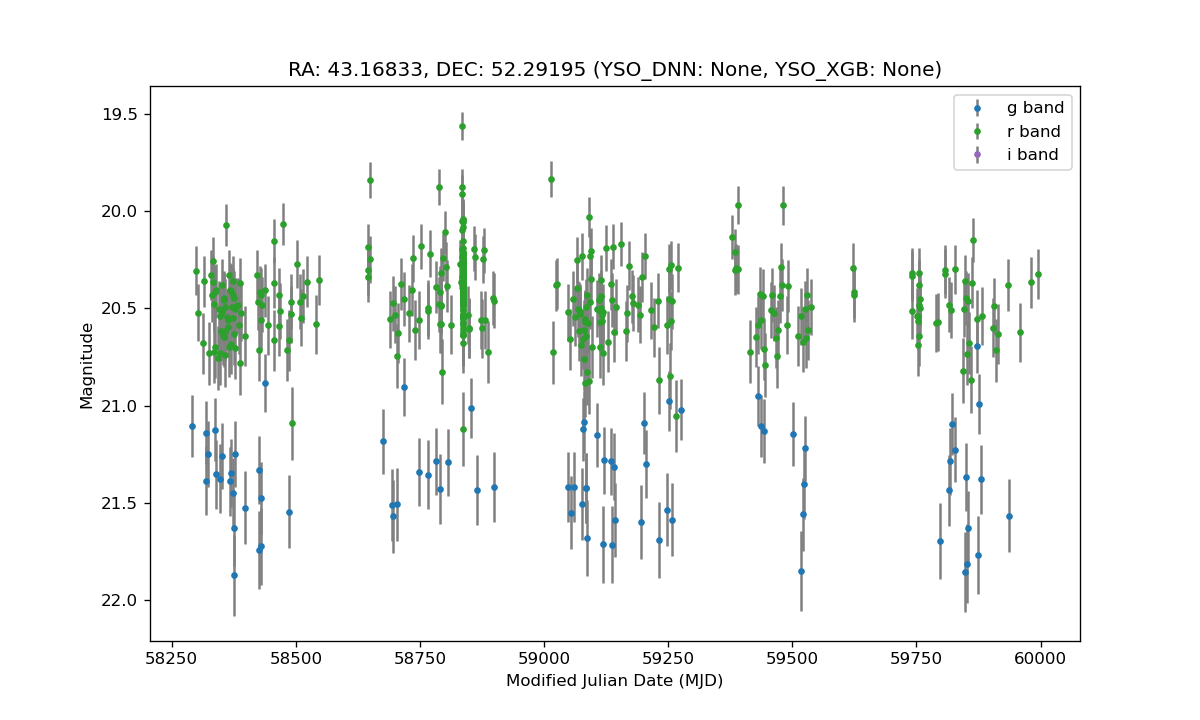 RA: 43.16833, DEC: 52.29195 (YSO_DNN: None, YSO_XGB: None)
g band
r band
i band
19.5
20.0
20.5
21.0
21.5
22.0
Magnitude
58250 58500 58750 59000 59250 59500 59750 60000
Modified Julian Date (MJD)